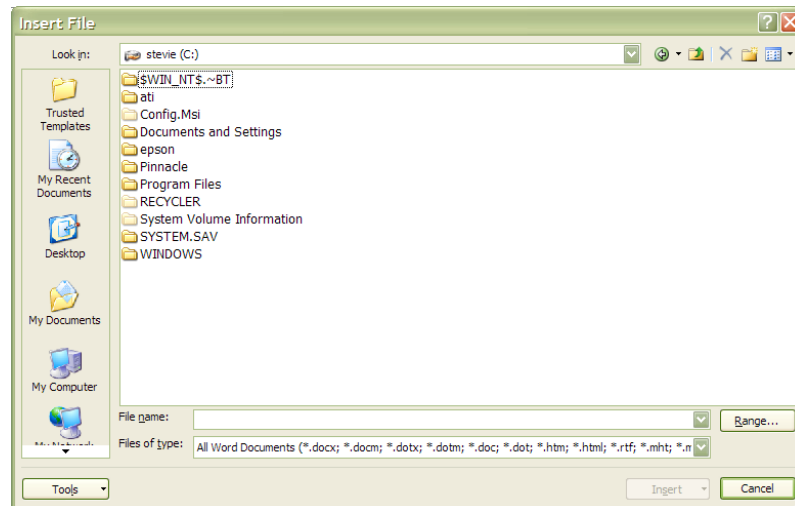 Insert File
Look in:
stevie (C:)
Trusted
Templates
My Recent
Documents
Desktop
My Documents
My Computer
$WIN_NT$.~BT
ati
Config.Msi
Documents and Settings
epson
Pinnacle
Program Files
RECYCLER
System Volume Information
SYSTEM.SAV
WINDOWS
File name:
Range...
Files of type:
All Word Documents (*.docx; *.docm; *.dotx; *.dotm; *.doc; *.dot; *.htm; *.html; *.rtf; *.mht; *.m
Tools
Insert
Cancel